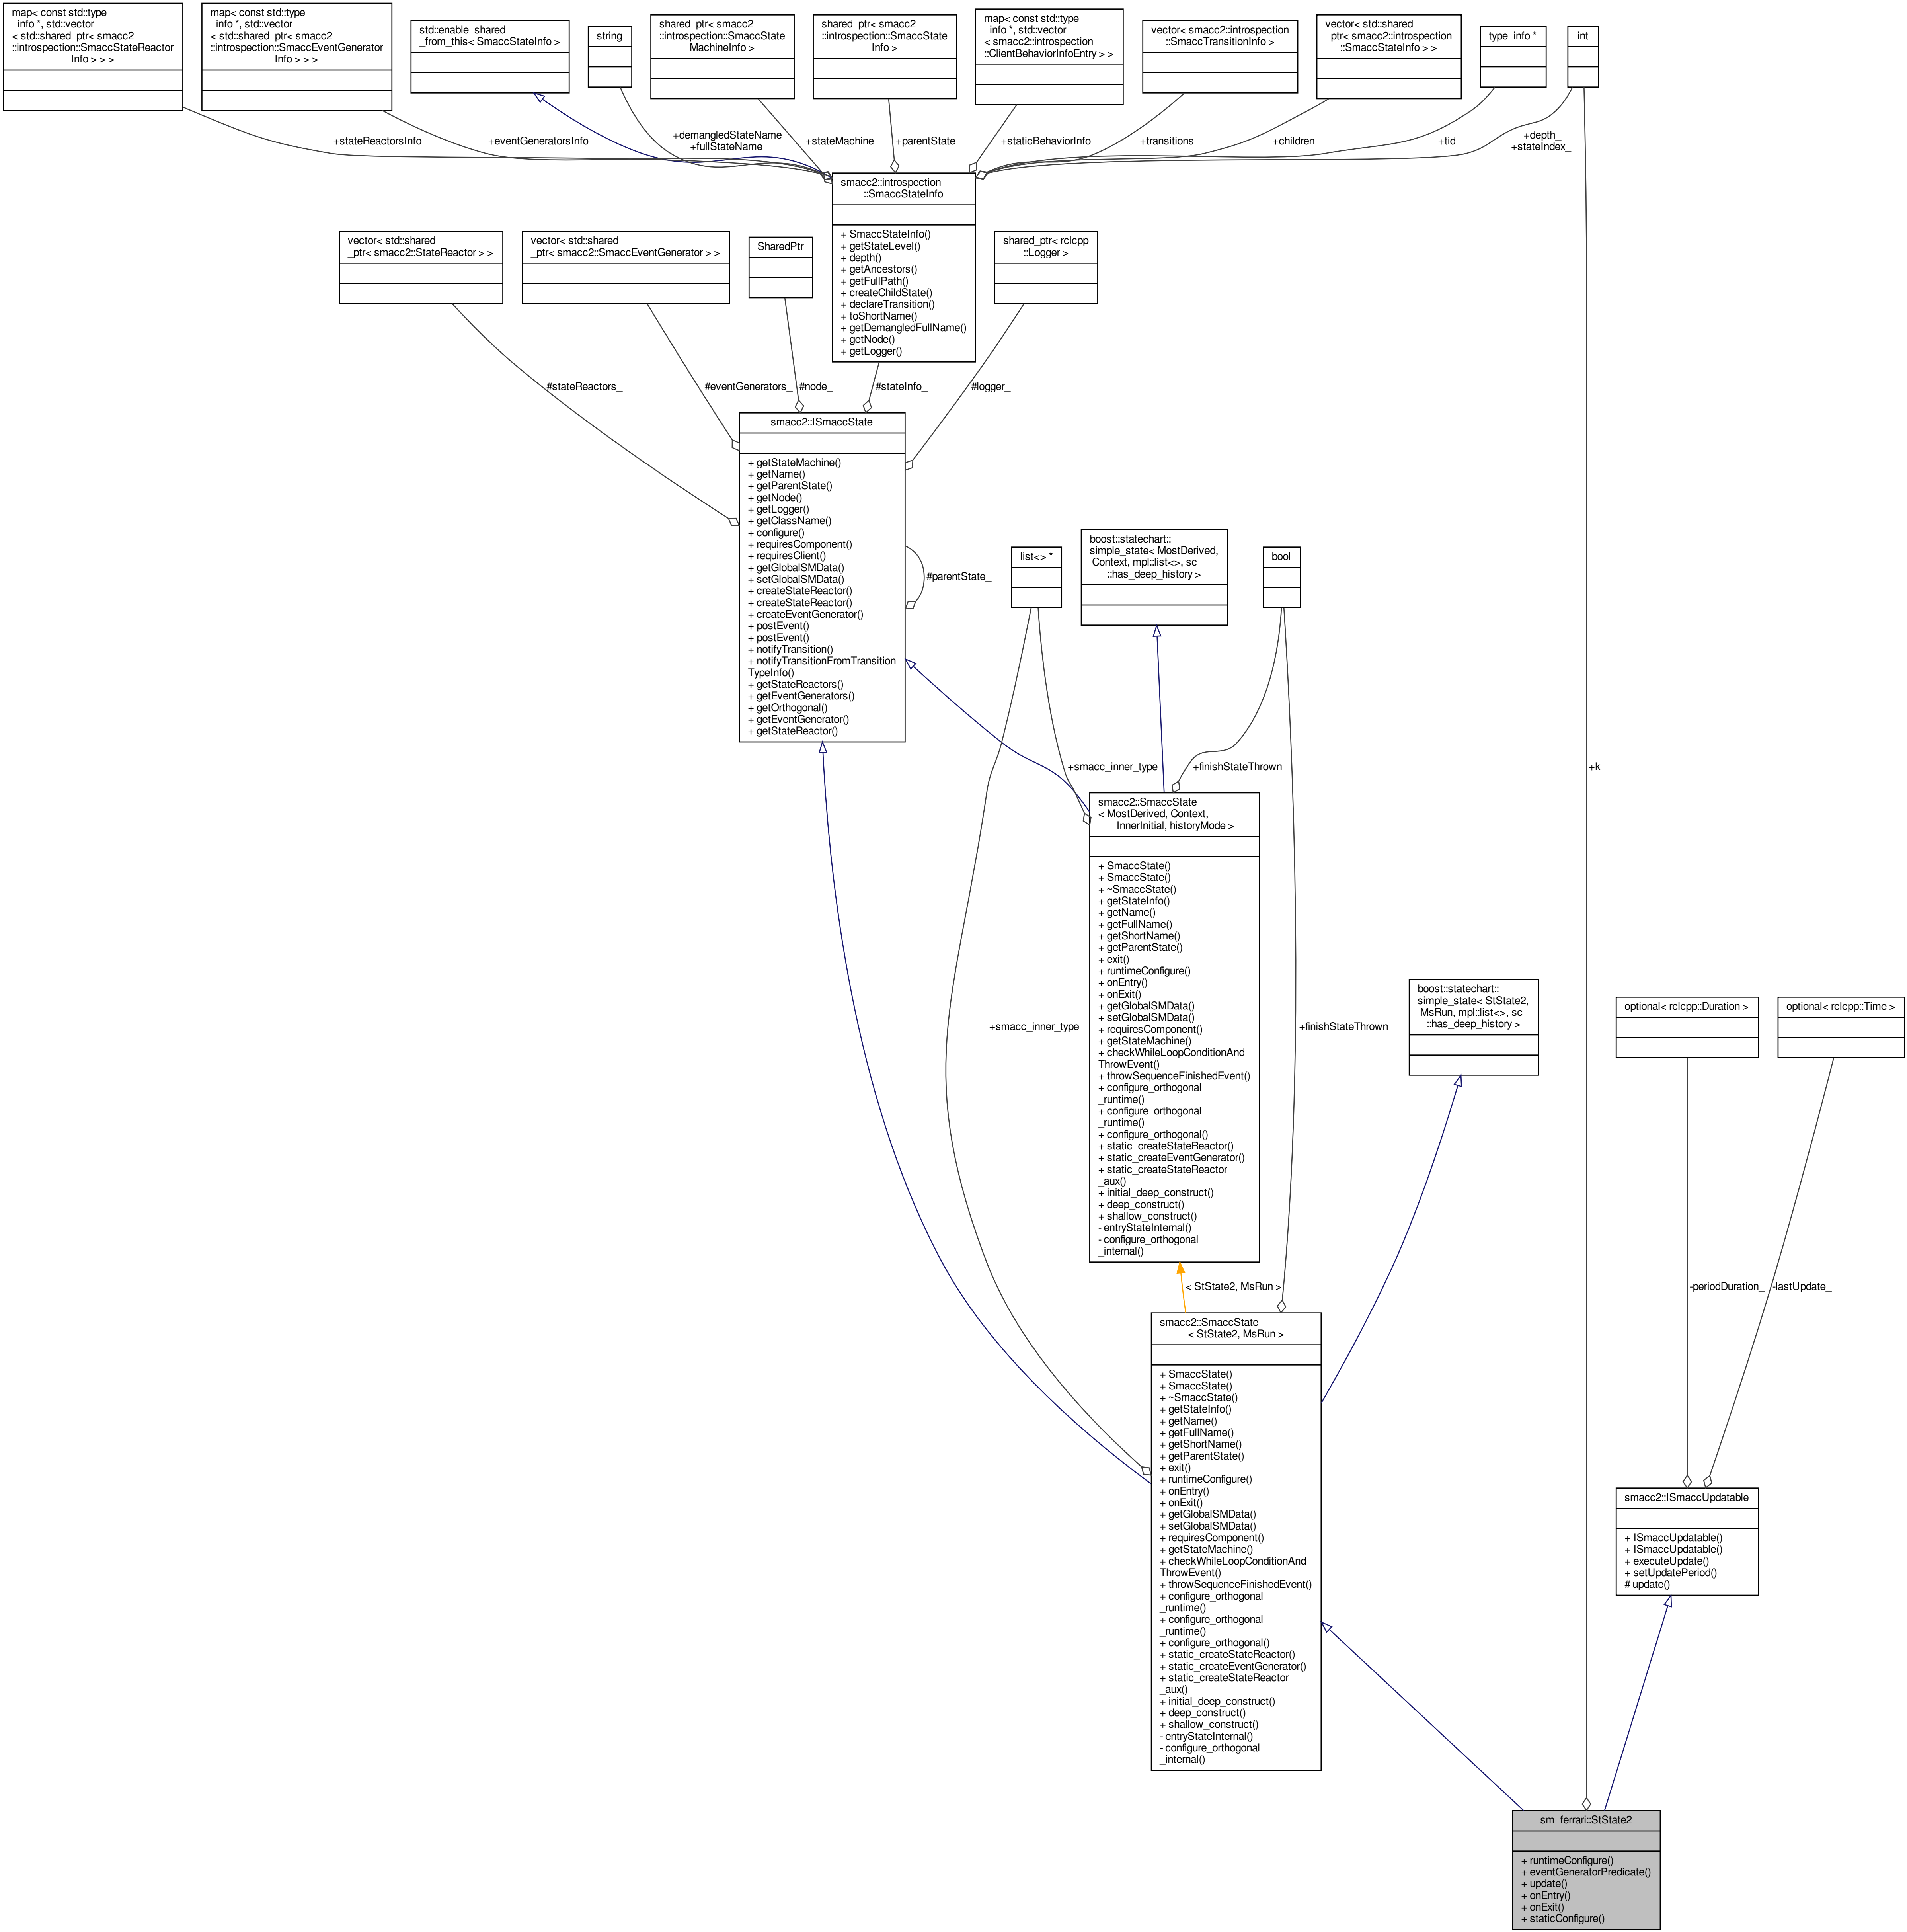 map< const std::type
_info *, std::vector
< std::shared_ptr< smacc2
::introspection::SmaccStateReactor
Info > > >
map< const std::type
_info *, std::vector
< std::shared_ptr< smacc2
::introspection::SmaccEventGenerator
Info > > >
std::enable_shared
_from_this< SmaccStateInfo >
string
shared_ptr< smacc2
::introspection::SmaccState
MachineInfo >
shared_ptr< smacc2
::introspection::SmaccState
Info >
map< const std::type
_info *, std::vector
< smacc2::introspection
::ClientBehaviorInfoEntry > >
vector< smacc2::introspection
::SmaccTransitionInfo >
vector< std::shared
_ptr< smacc2::introspection
::SmaccStateInfo > >
type_info *
int
+stateReactorsInfo
+eventGeneratorsInfo
+demangledStateName
+fullStateName
+stateMachine_
+parentState_
+staticBehaviorInfo
+transitions_
+children_
+tid_
+depth_
+stateIndex_
smacc2::introspection
::SmaccStateInfo
+ SmaccStateInfo()
+ getStateLevel()
+ depth()
+ getAncestors()
+ getFullPath()
+ createChildState()
+ declareTransition()
+ toShortName()
+ getDemangledFullName()
+ getNode()
+ getLogger()
vector< std::shared
_ptr< smacc2::StateReactor > >
vector< std::shared
_ptr< smacc2::SmaccEventGenerator > >
SharedPtr
shared_ptr< rclcpp
::Logger >
#stateReactors_
#eventGenerators_
#node_
#stateInfo_
#logger_
smacc2::ISmaccState
+ getStateMachine()
+ getName()
+ getParentState()
+ getNode()
+ getLogger()
+ getClassName()
+ configure()
+ requiresComponent()
+ requiresClient()
+ getGlobalSMData()
+ setGlobalSMData()
+ createStateReactor()
+ createStateReactor()
+ createEventGenerator()
+ postEvent()
+ postEvent()
+ notifyTransition()
+ notifyTransitionFromTransition
TypeInfo()
+ getStateReactors()
+ getEventGenerators()
+ getOrthogonal()
+ getEventGenerator()
+ getStateReactor()
#parentState_
list<> *
boost::statechart::
simple_state< MostDerived,
Context, mpl::list<>, sc
::has_deep_history >
bool
+smacc_inner_type
+finishStateThrown
+k
smacc2::SmaccState
< MostDerived, Context,
InnerInitial, historyMode >
+ SmaccState()
+ SmaccState()
+ ~SmaccState()
+ getStateInfo()
+ getName()
+ getFullName()
+ getShortName()
+ getParentState()
+ exit()
+ runtimeConfigure()
+ onEntry()
+ onExit()
+ getGlobalSMData()
+ setGlobalSMData()
+ requiresComponent()
+ getStateMachine()
+ checkWhileLoopConditionAnd
ThrowEvent()
+ throwSequenceFinishedEvent()
+ configure_orthogonal
_runtime()
+ configure_orthogonal
_runtime()
+ configure_orthogonal()
+ static_createStateReactor()
+ static_createEventGenerator()
+ static_createStateReactor
_aux()
+ initial_deep_construct()
+ deep_construct()
+ shallow_construct()
- entryStateInternal()
- configure_orthogonal
_internal()
+smacc_inner_type
+finishStateThrown
boost::statechart::
simple_state< StState2,
MsRun, mpl::list<>, sc
::has_deep_history >
optional< rclcpp::Duration >
optional< rclcpp::Time >
< StState2, MsRun >
-periodDuration_
-lastUpdate_
smacc2::SmaccState
< StState2, MsRun >
+ SmaccState()
+ SmaccState()
+ ~SmaccState()
+ getStateInfo()
+ getName()
+ getFullName()
+ getShortName()
+ getParentState()
+ exit()
+ runtimeConfigure()
+ onEntry()
+ onExit()
+ getGlobalSMData()
+ setGlobalSMData()
+ requiresComponent()
+ getStateMachine()
+ checkWhileLoopConditionAnd
ThrowEvent()
+ throwSequenceFinishedEvent()
+ configure_orthogonal
_runtime()
+ configure_orthogonal
_runtime()
+ configure_orthogonal()
+ static_createStateReactor()
+ static_createEventGenerator()
+ static_createStateReactor
_aux()
+ initial_deep_construct()
+ deep_construct()
+ shallow_construct()
- entryStateInternal()
- configure_orthogonal
_internal()
smacc2::ISmaccUpdatable
+ ISmaccUpdatable()
+ ISmaccUpdatable()
+ executeUpdate()
+ setUpdatePeriod()
# update()
sm_ferrari::StState2
+ runtimeConfigure()
+ eventGeneratorPredicate()
+ update()
+ onEntry()
+ onExit()
+ staticConfigure()